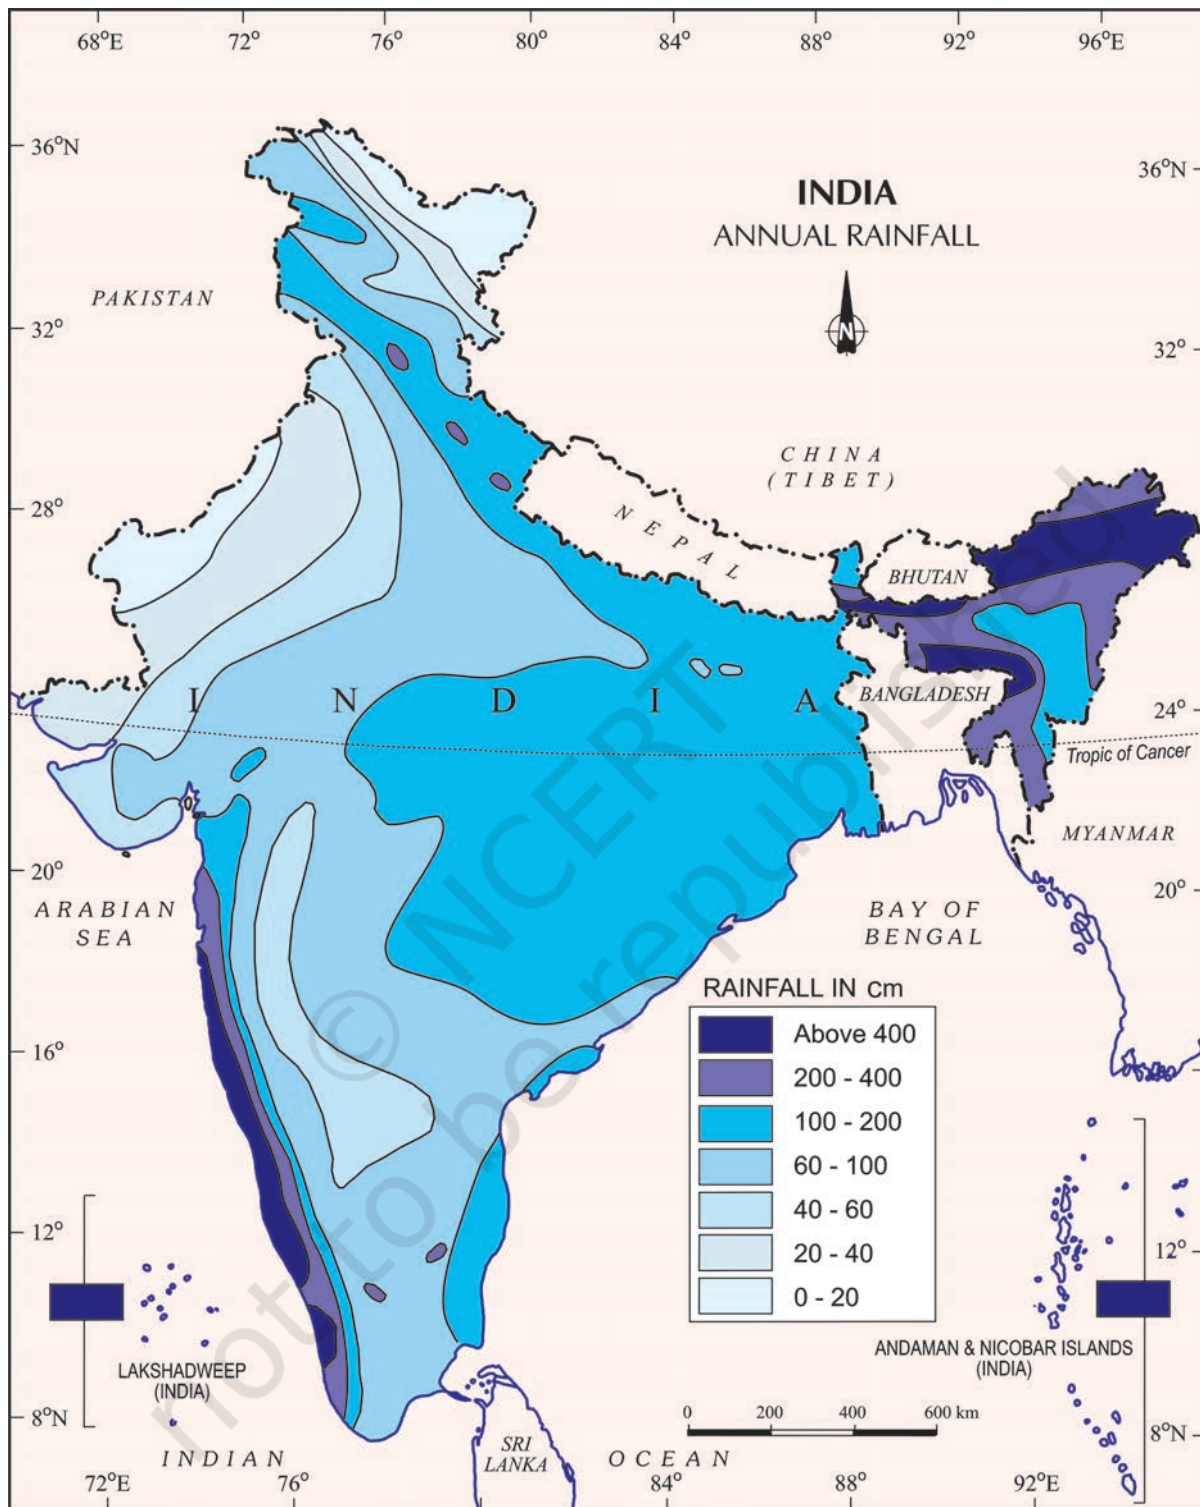 68°E 72° 76° 80° 84° 88° 92° 96°E
36°N
36°N
INDIA
ANNUAL RAINFALL
PAKISTAN
N
32°
32°
CHINA
(TIBET)
28°
NEPAL
BHUTAN
I N D I A
BANGLADESH
24°
Tropic of Cancer
MYANMAR
20°
20°
ARABIAN
SEA
BAY OF
BENGAL
RAINFALL IN cm
Above 400
200 - 400
100 - 200
60 - 100
40 - 60
20 - 40
0 - 20
16°
12°
12°
LAKSHADWEEP
(INDIA)
ANDAMAN & NICOBAR ISLANDS
(INDIA)
0 200 400 600 km
8°N
8°N
INDIAN OCEAN
SRI
LANKA
72°E 76° 84° 88° 92°E
© NCERT
not to be republished